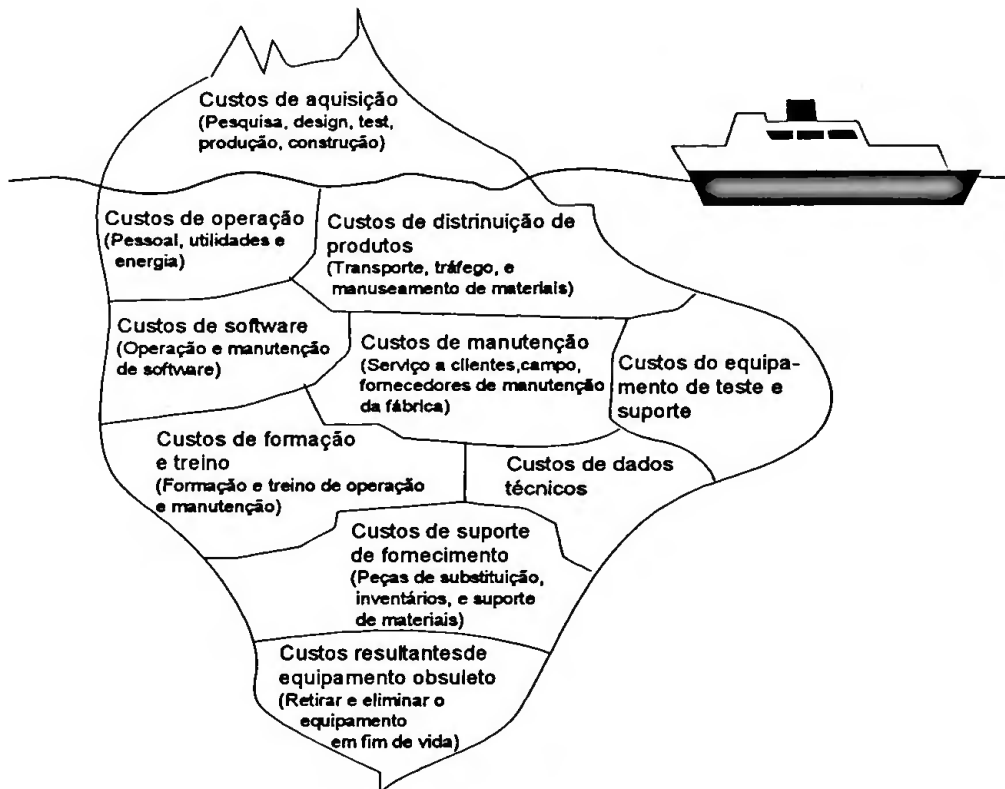 Custos de aquisição
(Pesquisa, design, test,
produção, construção)
Custos de operação
(Pessoal, utilidades e
energia)
Custos de distrinuição de
produtos
(Transporte, tráfego, e
manuseamento de materiais)
Custos de software
(Operação e manutenção
de software)
Custos de manutenção
(Serviço a clientes,campo,
fornecedores de manutenção
da fábrica)
Custos do equipa-
mento de teste e
suporte
Custos de formação
e treino
(Formação e treino de operação
e manutenção)
Custos de dados
técnicos
Custos de suporte
de fornecimento
(Peças de substituição,
inventários, e suporte
de materiais)
Custos resultantesde
equipamento obsuleto
(Retirar e eliminar o
equipamento
em fim de vida)